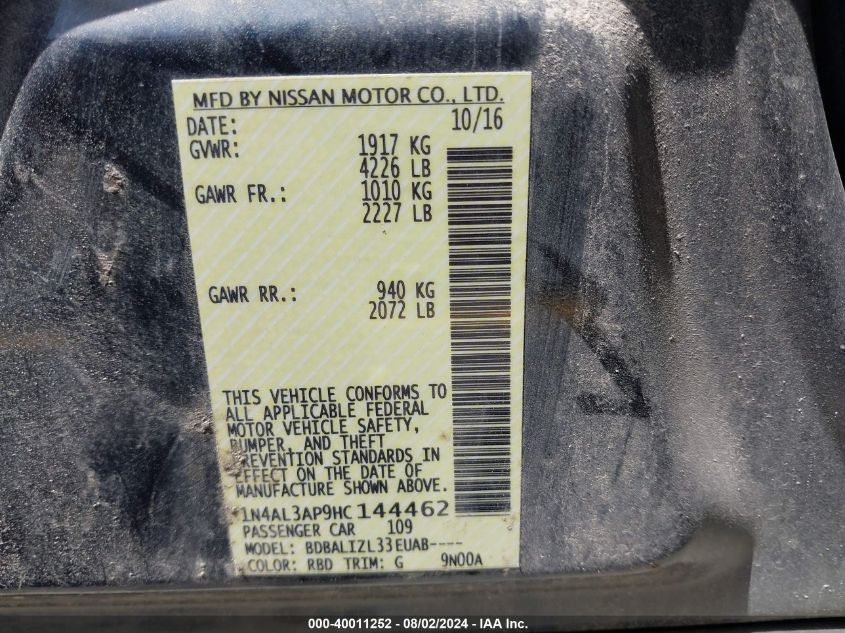 MFD BY NISSAN MOTOR CO., LTD.
DATE: 10/16
GVWR: 1917 KG
4226 LB
GAWR FR.: 1010 KG
2227 LB
GAWR RR.: 940 KG
2072 LB
THIS VEHICLE CONFORMS TO
ALL APPLICABLE FEDERAL
MOTOR VEHICLE SAFETY,
BUMPER, AND THEFT
PREVENTION STANDARDS IN
EFFECT ON THE DATE OF
MANUFACTURE SHOWN ABOVE.
1N4AL3AP9HC144462
PASSENGER CAR 109
MODEL: BDBALIZL33EUAB----
COLOR: RBD TRIM: G 9N00A
000-40011252 - 08/02/2024 - IAA Inc.